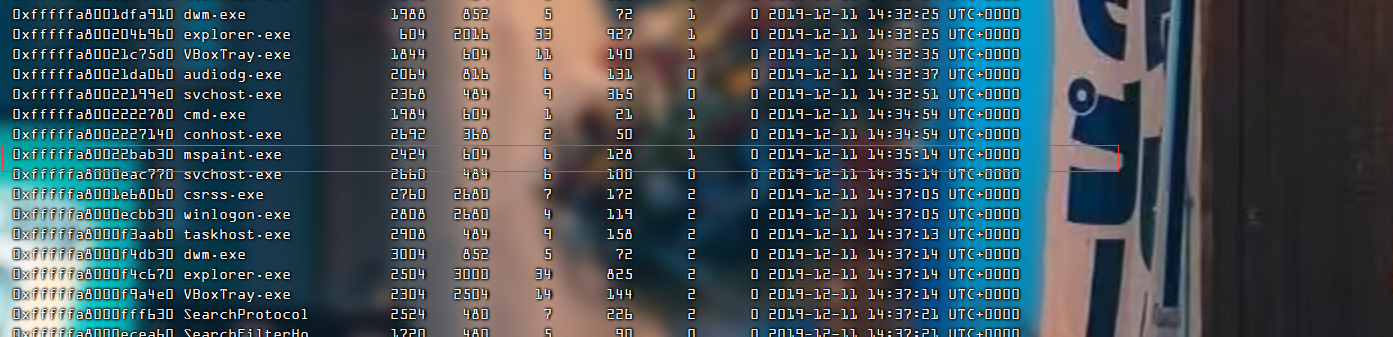 0xfffffa8001dfa910 dwm.exe 1988 852 5 72 1 0 2019-12-11 14:32:25 UTC+0000
0xfffffa8002046960 explorer.exe 604 2016 33 927 1 0 2019-12-11 14:32:25 UTC+0000
0xfffffa80021c75d0 VBoxTray.exe 1844 604 11 140 1 0 2019-12-11 14:32:35 UTC+0000
0xfffffa80021da060 audiodg.exe 2064 816 6 131 0 0 2019-12-11 14:32:37 UTC+0000
0xfffffa80022199e0 svchost.exe 2368 484 9 365 0 0 2019-12-11 14:32:51 UTC+0000
0xfffffa8002222780 cmd.exe 1984 604 1 21 1 0 2019-12-11 14:34:54 UTC+0000
0xfffffa8002227140 conhost.exe 2692 368 2 50 1 0 2019-12-11 14:34:54 UTC+0000
0xfffffa80022bab30 mspaint.exe 2424 604 6 128 1 0 2019-12-11 14:35:14 UTC+0000
0xfffffa8000eac770 svchost.exe 2660 484 6 100 0 0 2019-12-11 14:35:14 UTC+0000
0xfffffa8001e68060 csrss.exe 2760 2680 7 172 2 0 2019-12-11 14:37:05 UTC+0000
0xfffffa8000ecbb30 winlogon.exe 2808 2680 4 119 2 0 2019-12-11 14:37:05 UTC+0000
0xfffffa8000f3aab0 taskhost.exe 2908 484 9 158 2 0 2019-12-11 14:37:13 UTC+0000
0xfffffa8000f4db30 dwm.exe 3004 852 5 72 2 0 2019-12-11 14:37:14 UTC+0000
0xfffffa8000f4c670 explorer.exe 2504 3000 34 825 2 0 2019-12-11 14:37:14 UTC+0000
0xfffffa8000f9a4e0 VBoxTray.exe 2304 2504 14 144 2 0 2019-12-11 14:37:14 UTC+0000
0xfffffa8000fff630 SearchProtocol 2524 480 7 226 2 0 2019-12-11 14:37:21 UTC+0000
0xfffffa8000ecea60 SearchFilterHo 1720 480 5 90 0 0 2019-12-11 14:37:21 UTC+0000